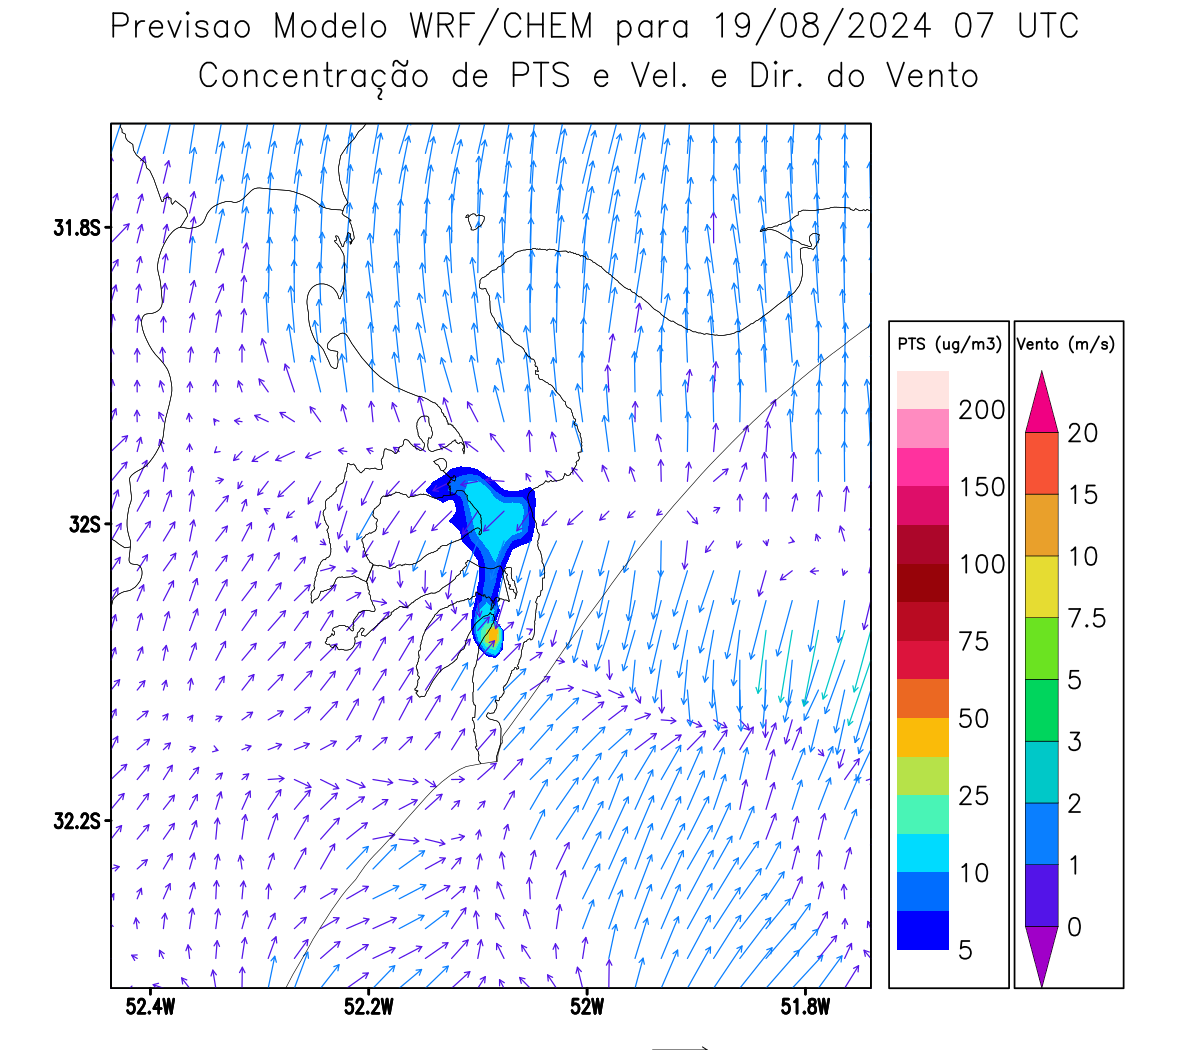 Previsao Modelo WRF/CHEM para 19/08/2024 07 UTC
Concentração de PTS e Vel. e Dir. do Vento
31.8S
32S
32.2S
52.4W
52.2W
52W
51.8W
PTS (ug/m3)
200
150
100
75
50
25
10
5
Vento (m/s)
20
15
10
7.5
5
3
2
1
0